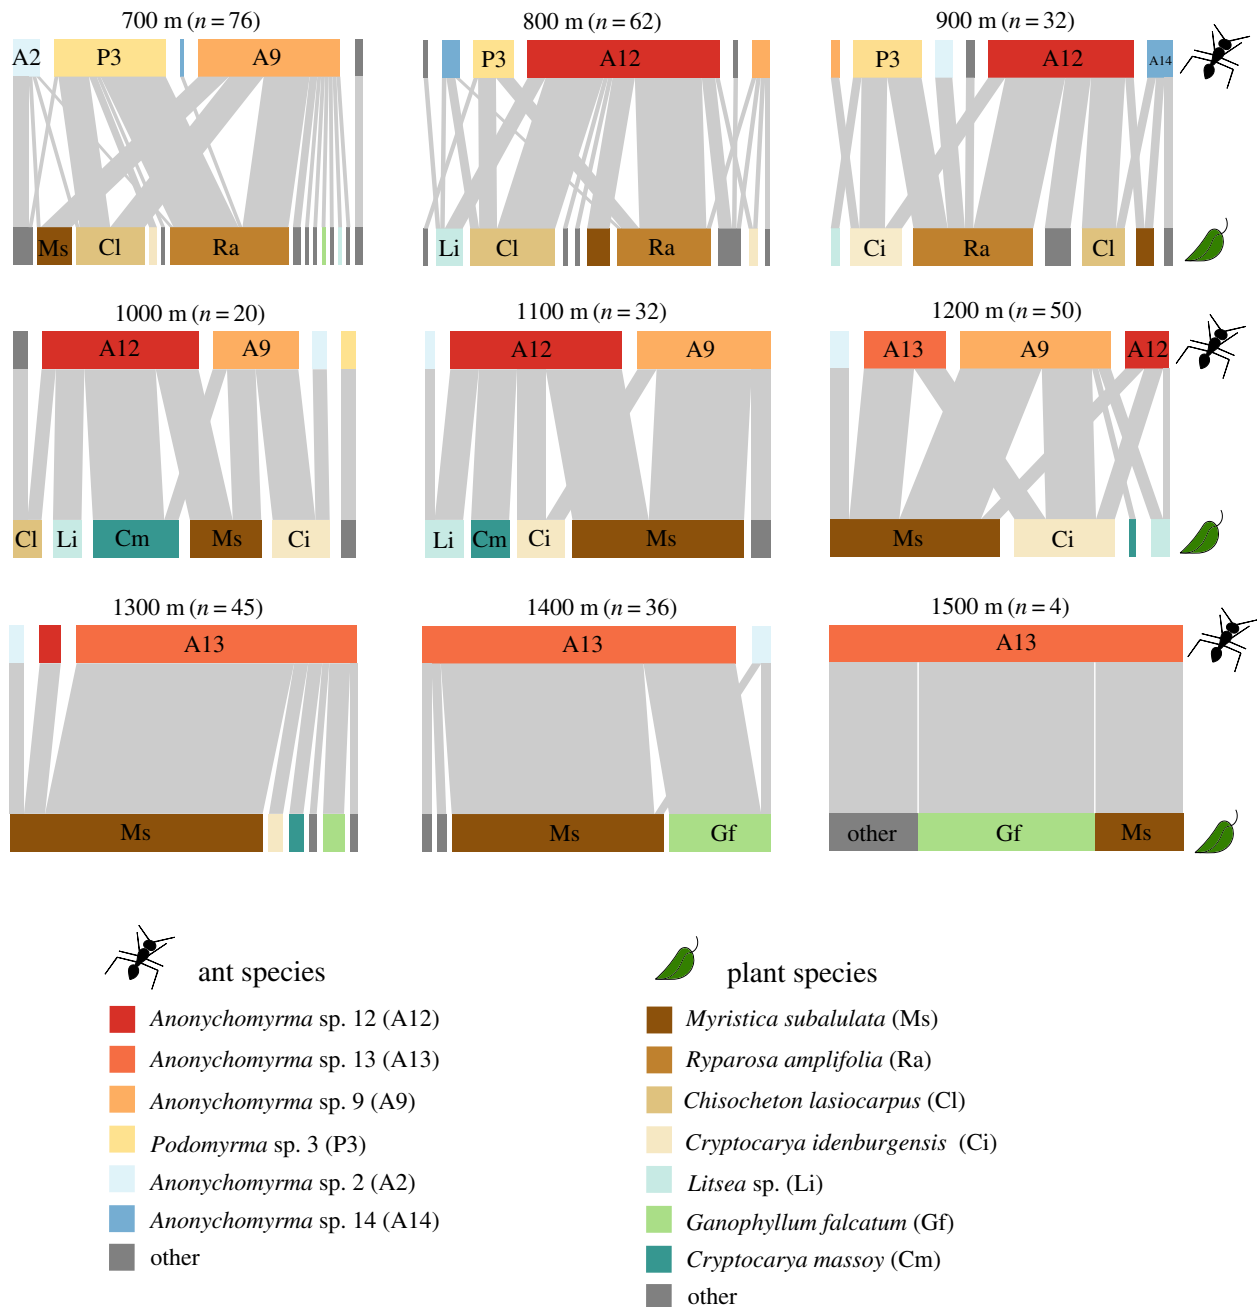 700 m (n = 76)
800 m (n = 62)
900 m (n = 32)
A2 P3 A9
P3 A12
P3 A12 A14
Ms Cl Ra
Li Cl Ra
Ci Ra Cl
1000 m (n = 20)
1100 m (n = 32)
1200 m (n = 50)
A12 A9
A12 A9
A13 A9 A12
Cl Li Cm Ms Ci
Li Cm Ci Ms
Ms Ci
1300 m (n = 45)
1400 m (n = 36)
1500 m (n = 4)
A13
A13
A13
Ms
Ms Gf
other Gf Ms
ant species
Anonychomyrma sp. 12 (A12)
Anonychomyrma sp. 13 (A13)
Anonychomyrma sp. 9 (A9)
Podomyrma sp. 3 (P3)
Anonychomyrma sp. 2 (A2)
Anonychomyrma sp. 14 (A14)
other
plant species
Myristica subalulata (Ms)
Ryparosa amplifolia (Ra)
Chisocheton lasiocarpus (Cl)
Cryptocarya idenburgensis (Ci)
Litsea sp. (Li)
Ganophyllum falcatum (Gf)
Cryptocarya massoy (Cm)
other